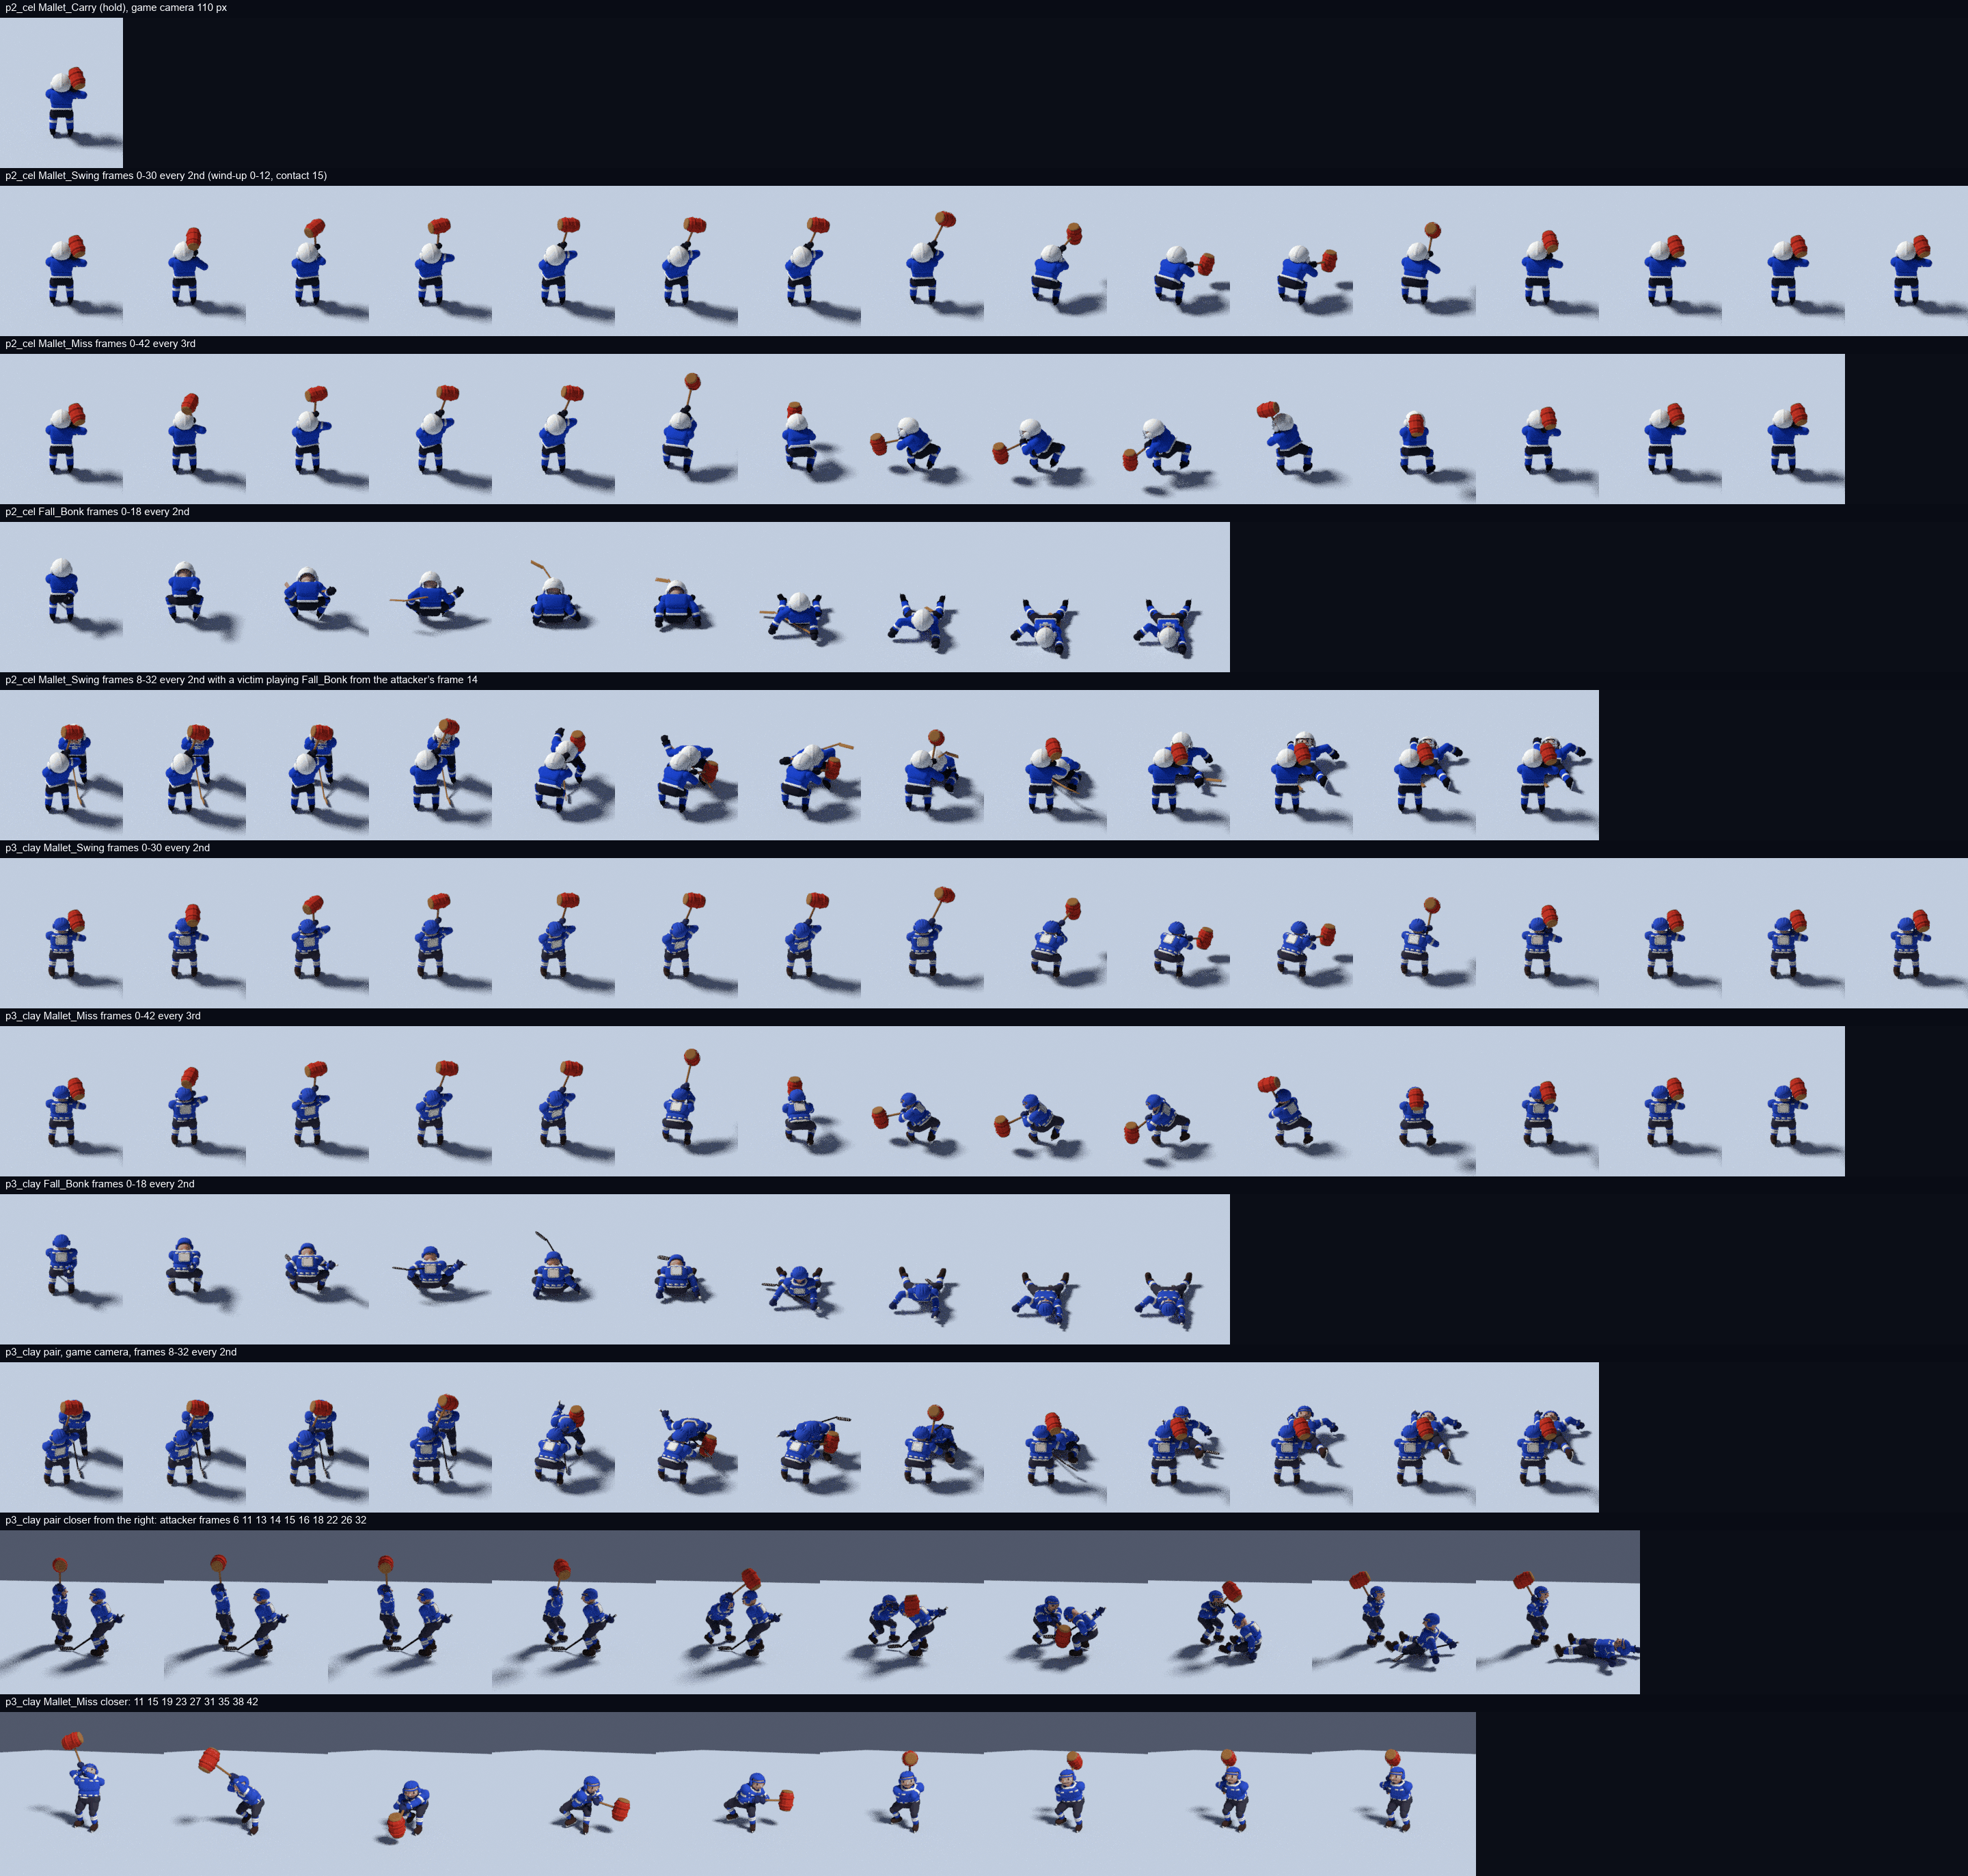 p2_cel Mallet_Carry (hold), game camera 110 px
p2_cel Mallet_Swing frames 0-30 every 2nd (wind-up 0-12, contact 15)
p2_cel Mallet_Miss frames 0-42 every 3rd
p2_cel Fall_Bonk frames 0-18 every 2nd
p2_cel Mallet_Swing frames 8-32 every 2nd with a victim playing Fall_Bonk from the attacker's frame 14
p3_clay Mallet_Swing frames 0-30 every 2nd
p3_clay Mallet_Miss frames 0-42 every 3rd
p3_clay Fall_Bonk frames 0-18 every 2nd
p3_clay pair, game camera, frames 8-32 every 2nd
p3_clay pair closer from the right: attacker frames 6 11 13 14 15 16 18 22 26 32
p3_clay Mallet_Miss closer: 11 15 19 23 27 31 35 38 42